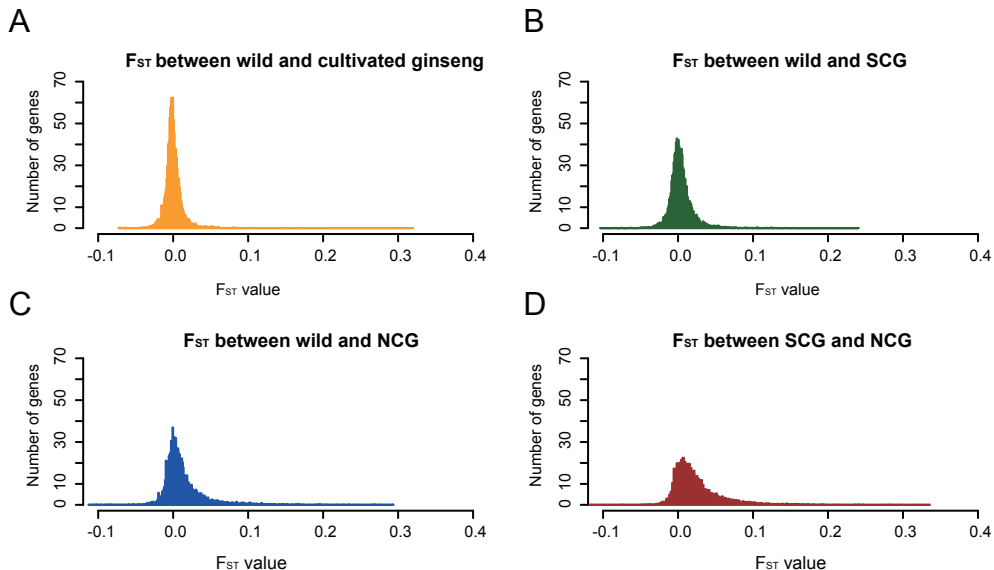 A
FST between wild and cultivated ginseng
Number of genes
70
50
30
10
0
-0.1 0.0 0.1 0.2 0.3 0.4
FST value
B
FST between wild and SCG
Number of genes
70
50
30
10
0
-0.1 0.0 0.1 0.2 0.3 0.4
FST value
C
FST between wild and NCG
Number of genes
70
50
30
10
0
-0.1 0.0 0.1 0.2 0.3 0.4
FST value
D
FST between SCG and NCG
Number of genes
70
50
30
10
0
-0.1 0.0 0.1 0.2 0.3 0.4
FST value